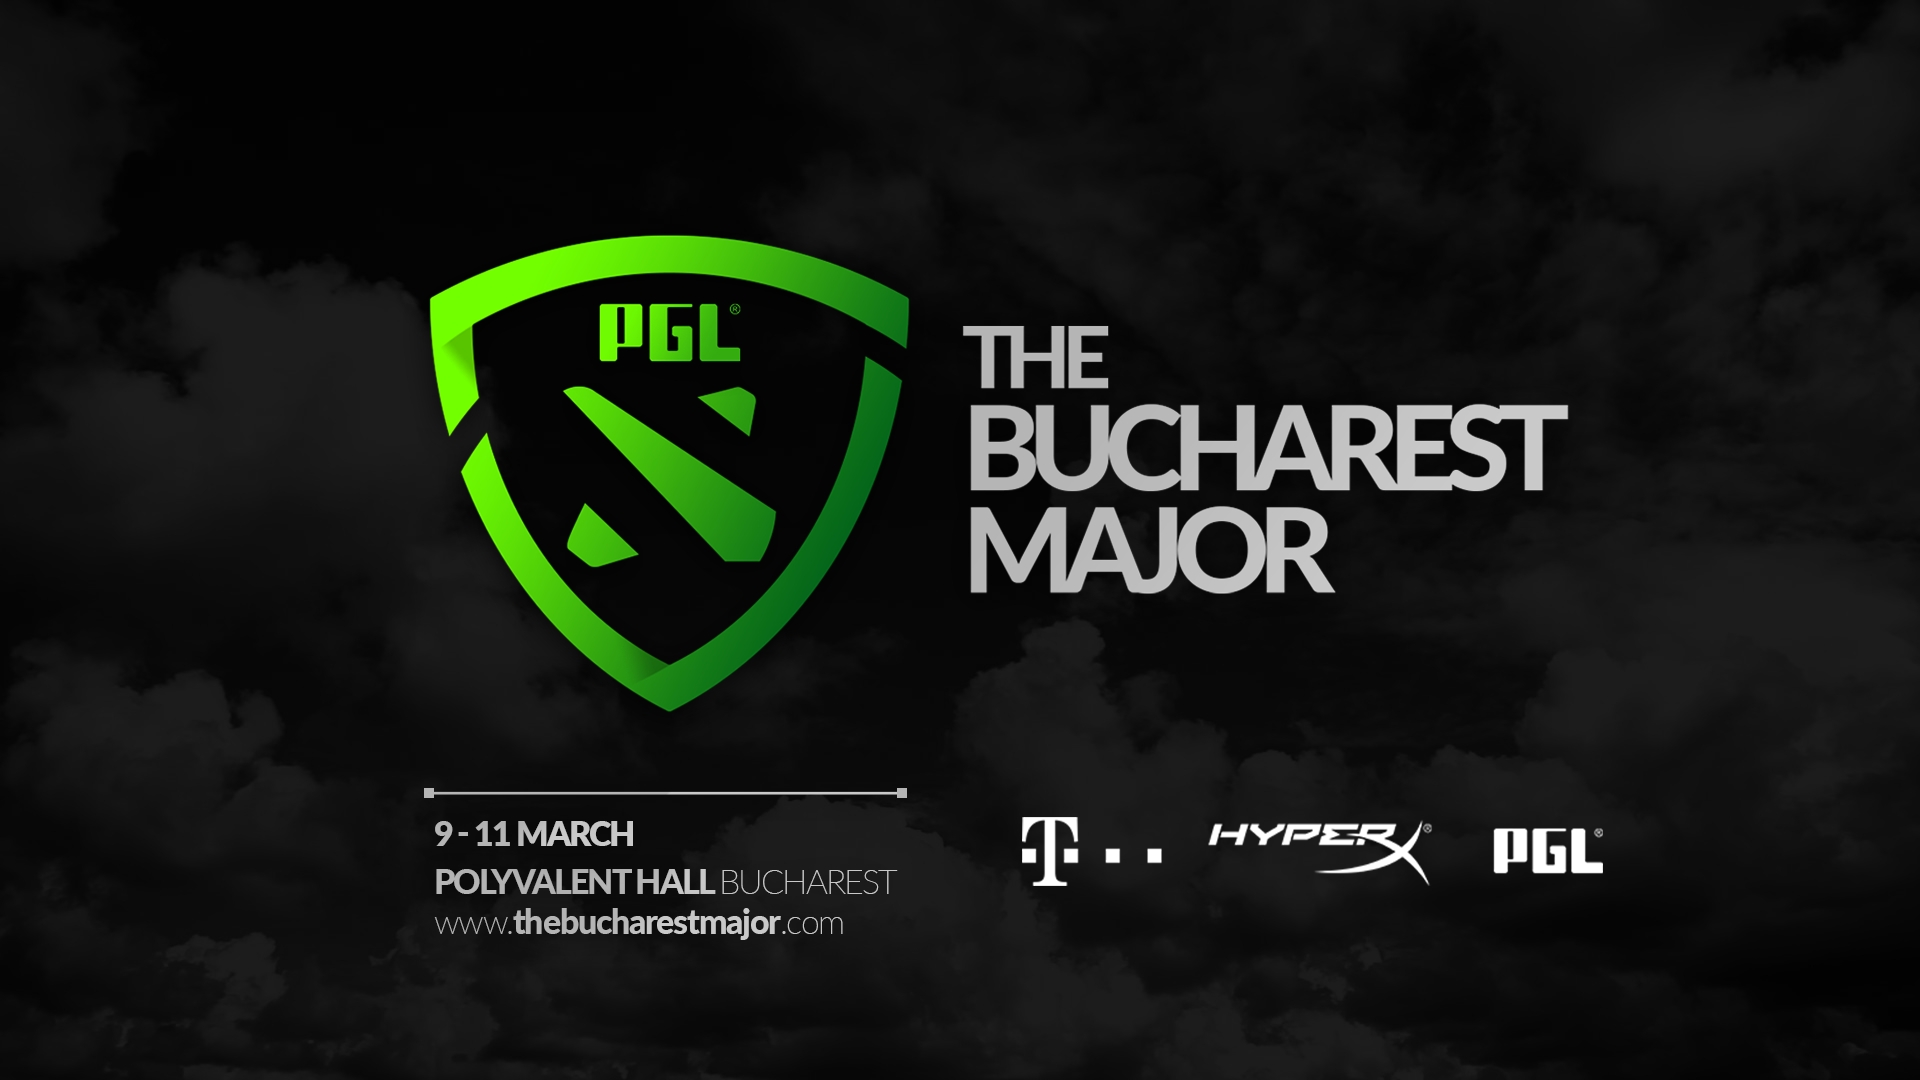 PGL®
THE
BUCHAREST
MAJOR
9 - 11 MARCH
POLYVALENT HALL BUCHAREST
www.thebucharestmajor.com
T . .
HYPERX®
PGL®